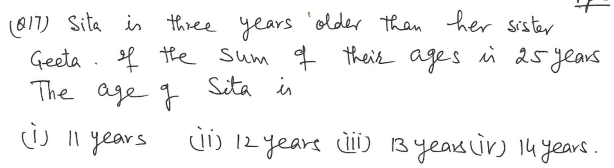 (Q17) Sita is three years older than her sister
Geeta. If the sum of their ages is 25 years
The age of Sita is
(i) 11 years (ii) 12 years (iii) 13 years (iv) 14 years.